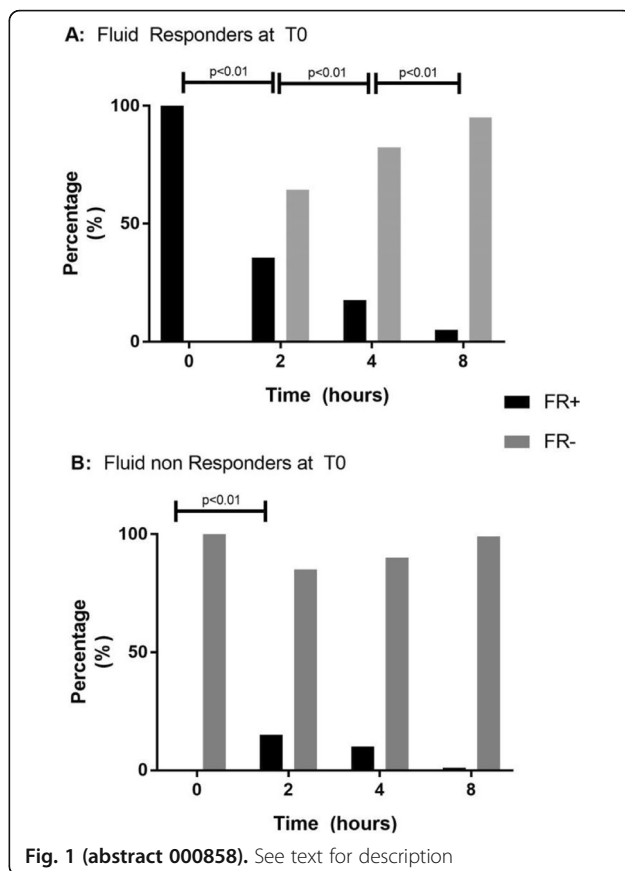 A: Fluid Responders at T0
p<0.01
p<0.01
p<0.01
100
50
0
Percentage
(%)
0
2
4
8
Time (hours)
FR+
FR-
B: Fluid non Responders at T0
p<0.01
100
50
0
Percentage
(%)
0
2
4
8
Time (hours)
Fig. 1 (abstract 000858). See text for description